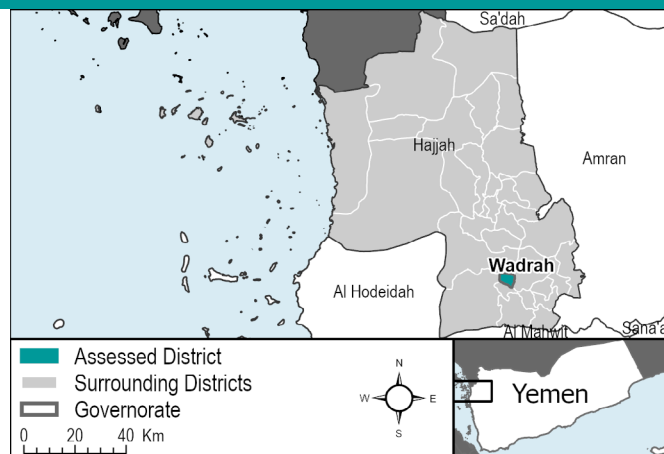 Sa'dah
Hajjah
Amran
Wadrah
Al Hodeidah
Al Mahwit
Sana'a
Assessed District
Surrounding Districts
Governorate
0 20 40 Km
N
W E
S
Yemen